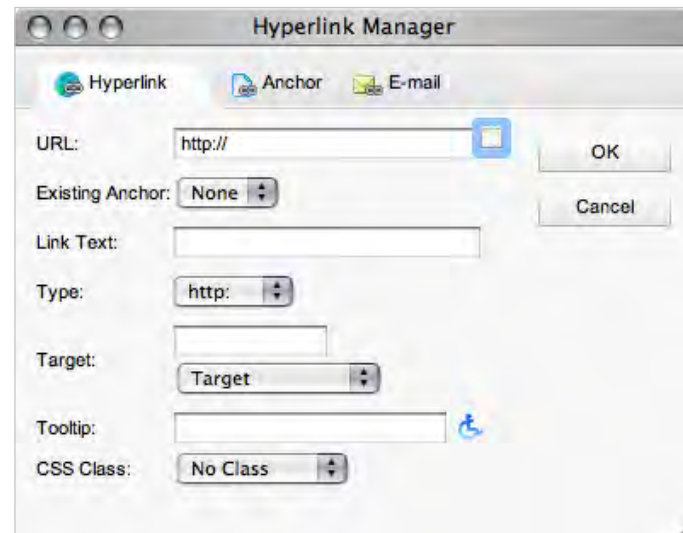 Hyperlink Manager
Hyperlink Anchor E-mail
URL: http:// OK
Existing Anchor: None Cancel
Link Text:
Type: http:
Target:
Target
Tooltip:
CSS Class: No Class